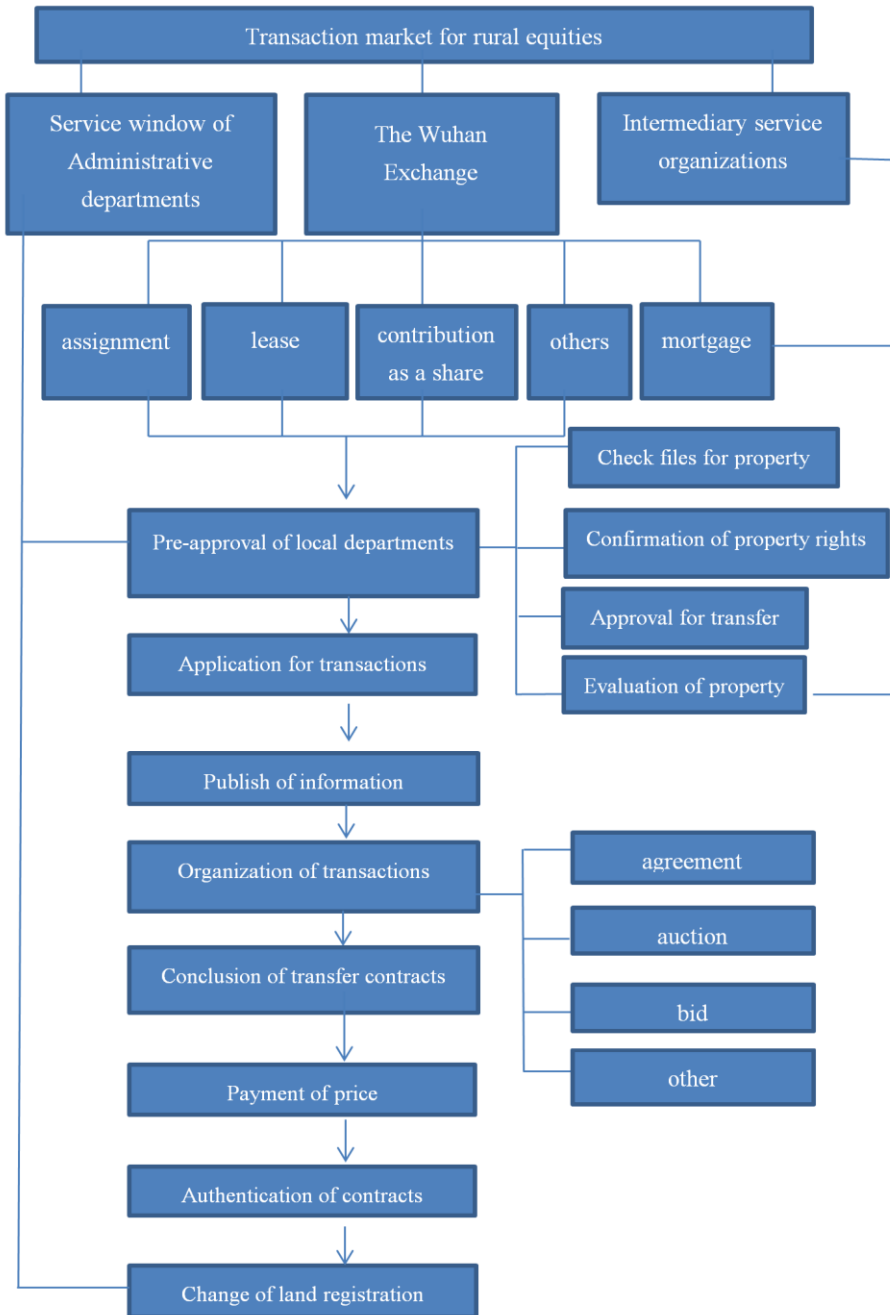 Transaction market for rural equities
Service window of
Administrative
departments
The Wuhan
Exchange
Intermediary service
organizations
assignment
lease
contribution
as a share
others
mortgage
Check files for property
Pre-approval of local departments
Confirmation of property rights
Approval for transfer
Application for transactions
Evaluation of property
Publish of information
Organization of transactions
agreement
auction
Conclusion of transfer contracts
bid
other
Payment of price
Authentication of contracts
Change of land registration